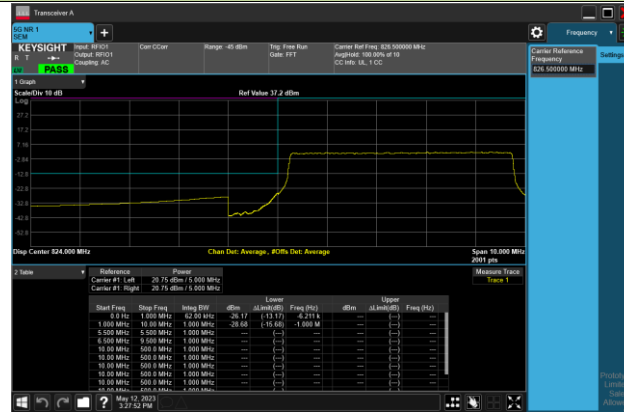 Transceiver A
5G NR 1
SEM
Frequency
KEYSIGHT
R T
PASS
Input: RFIO1
Output: RFIO1
Coupling: AC
Corr CCorr
Range: -45 dBm
Trig: Free Run
Gate: FFT
Carrier Ref Freq: 826.500000 MHz
Avg|Hold: 100.00% of 10
CC Info: UL, 1 CC
Carrier Reference
Frequency
826.500000 MHz
Settings
1 Graph
Scale/Div 10 dB
Ref Value 37.2 dBm
Log
27.2
17.2
7.16
-2.84
-12.8
-22.8
-32.8
-42.8
-52.8
Disp Center 824.000 MHz
Chan Det: Average, #Offs Det: Average
Span 10.000 MHz
2001 pts
2 Table
Reference Power
Carrier #1: Left 20.75 dBm / 5.000 MHz
Carrier #1: Right 20.75 dBm / 5.000 MHz
Measure Trace
Trace 1
Lower Upper
Start Freq Stop Freq Integ BW dBm ΔLimit(dB) Freq (Hz) dBm ΔLimit(dB) Freq (Hz)
0.0 Hz 1.000 MHz 62.00 kHz -26.17 (-13.17) -6.211 k --- (---) ---
1.000 MHz 10.00 MHz 1.000 MHz -28.68 (-15.68) -1.000 M --- (---) ---
5.500 MHz 5.500 MHz 1.000 MHz --- (---) --- --- (---) ---
6.500 MHz 9.500 MHz 1.000 MHz --- (---) --- --- (---) ---
10.00 MHz 500.0 MHz 1.000 MHz --- (---) --- --- (---) ---
10.00 MHz 500.0 MHz 1.000 MHz --- (---) --- --- (---) ---
10.00 MHz 500.0 MHz 1.000 MHz --- (---) --- --- (---) ---
10.00 MHz 500.0 MHz 1.000 MHz --- (---) --- --- (---) ---
10.00 MHz 500.0 MHz 1.000 MHz --- (---) --- --- (---) ---
May 12, 2023
3:27:52 PM